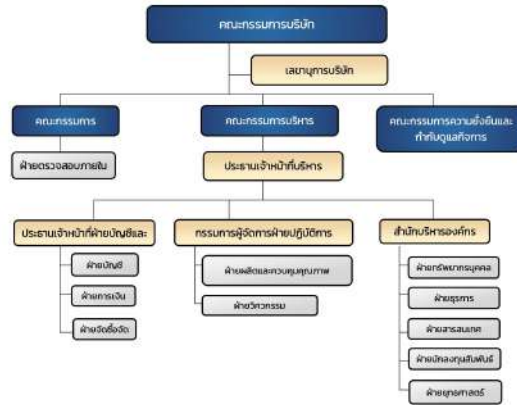 คณะกรรมการบริษัท
เลขานุการบริษัท
คณะกรรมการ
คณะกรรมการบริหาร
คณะกรรมการความยั่งยืนและ
กำกับดูแลกิจการ
ฝ่ายตรวจสอบภายใน
ประธานเจ้าหน้าที่บริหาร
ประธานเจ้าหน้าที่ฝ่ายบัญชีและ
กรรมการผู้จัดการฝ่ายปฏิบัติการ
สำนักบริหารองค์กร
ฝ่ายบัญชี
ฝ่ายการเงิน
ฝ่ายจัดซื้อจัด
ฝ่ายผลิตและควบคุมคุณภาพ
ฝ่ายวิศวกรรม
ฝ่ายทรัพยากรบุคคล
ฝ่ายธุรการ
ฝ่ายสารสนเทศ
ฝ่ายนักลงทุนสัมพันธ์
ฝ่ายยุทธศาสตร์